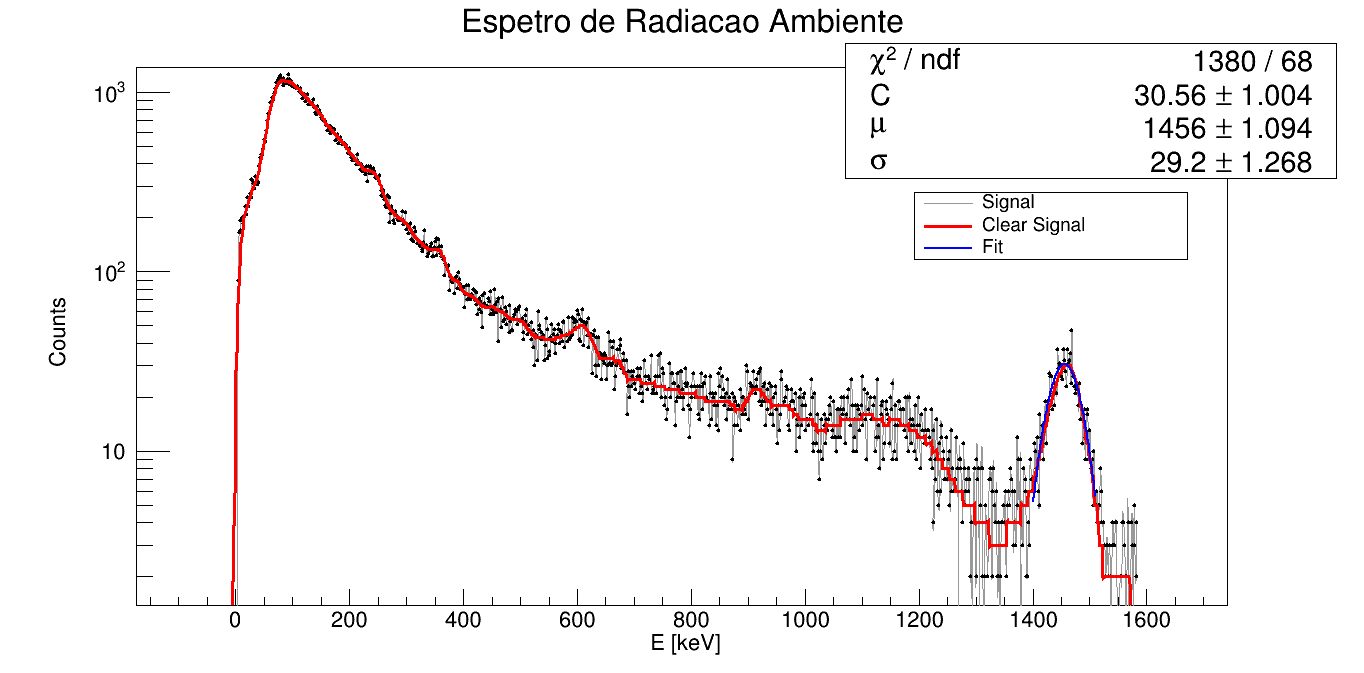 Espetro de Radiacao Ambiente
χ² / ndf 1380 / 68
C 30.56 ± 1.004
μ 1456 ± 1.094
σ 29.2 ± 1.268
Signal
Clear Signal
Fit
Counts
10³
10²
10
0 200 400 600 800 1000 1200 1400 1600
E [keV]